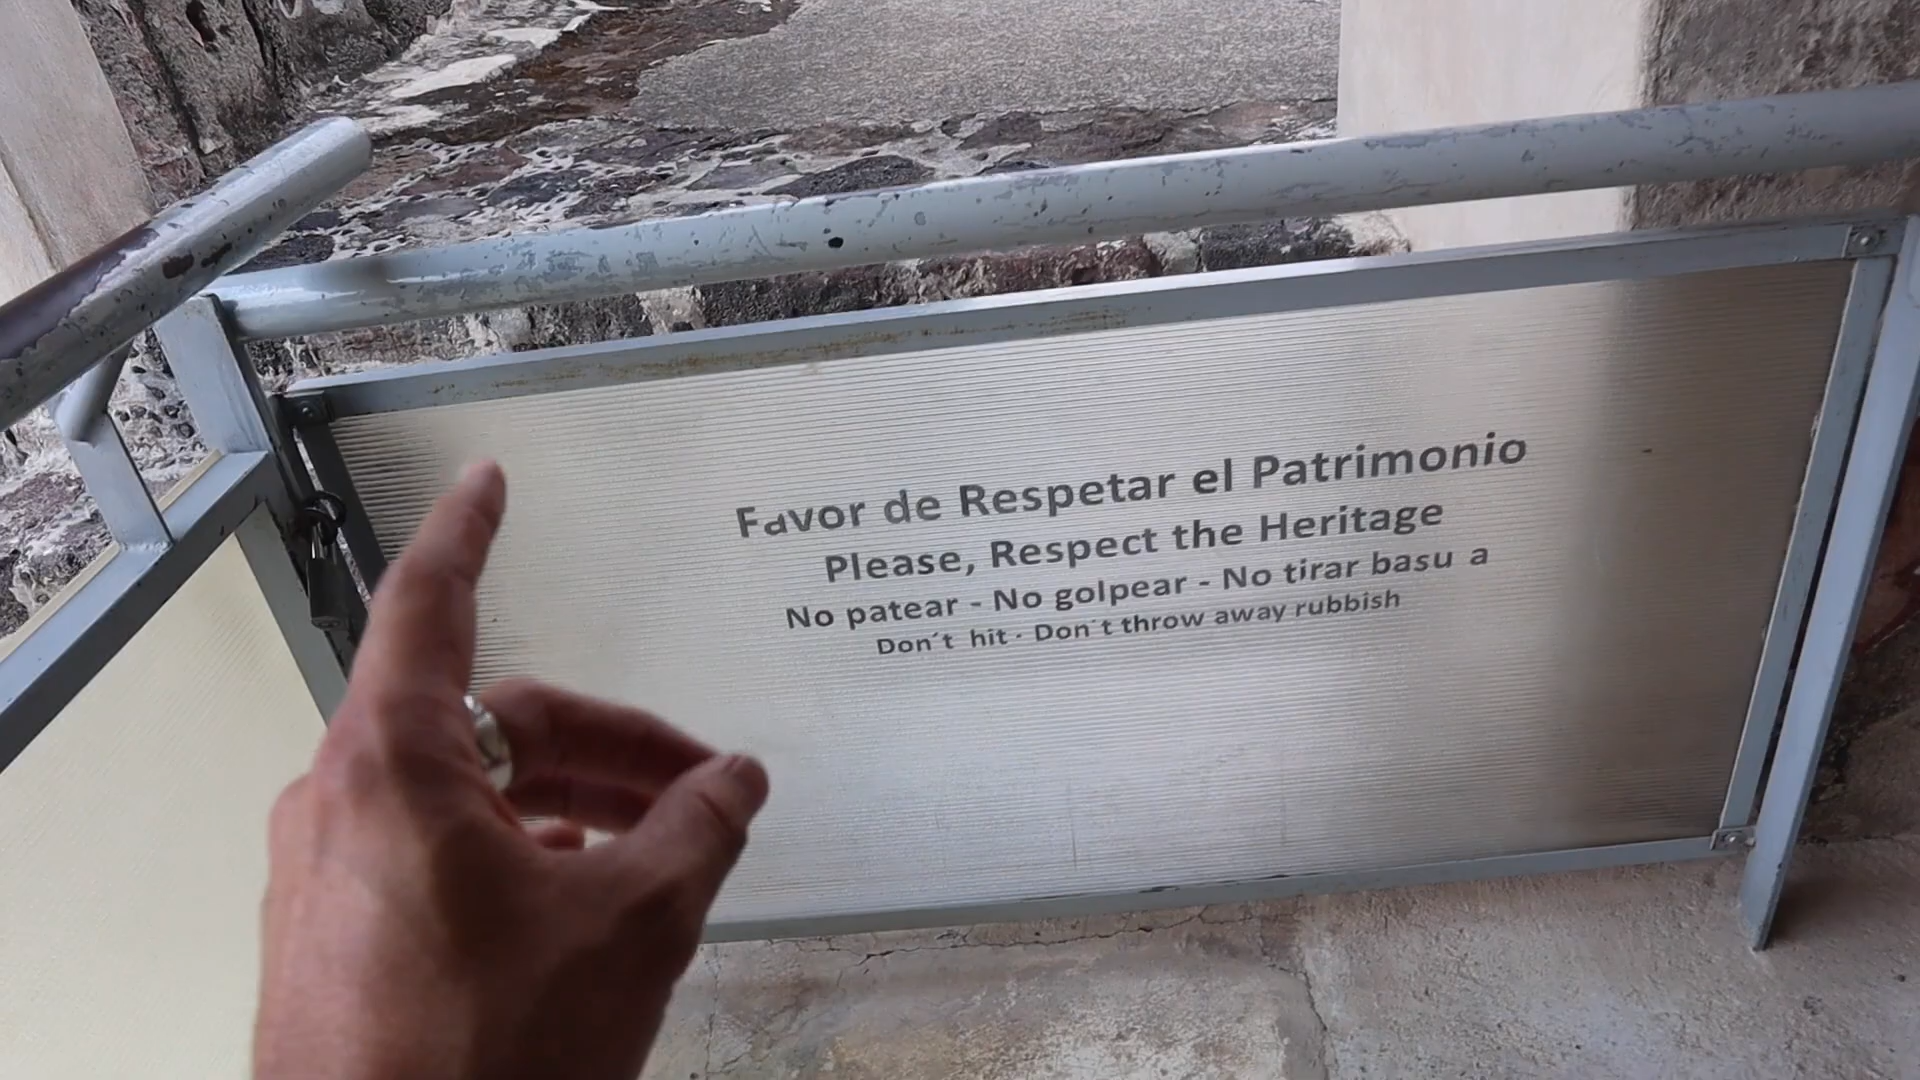 Favor de Respetar el Patrimonio
Please, Respect the Heritage
No patear - No golpear - No tirar basu a
Don´t hit - Don´t throw away rubbish